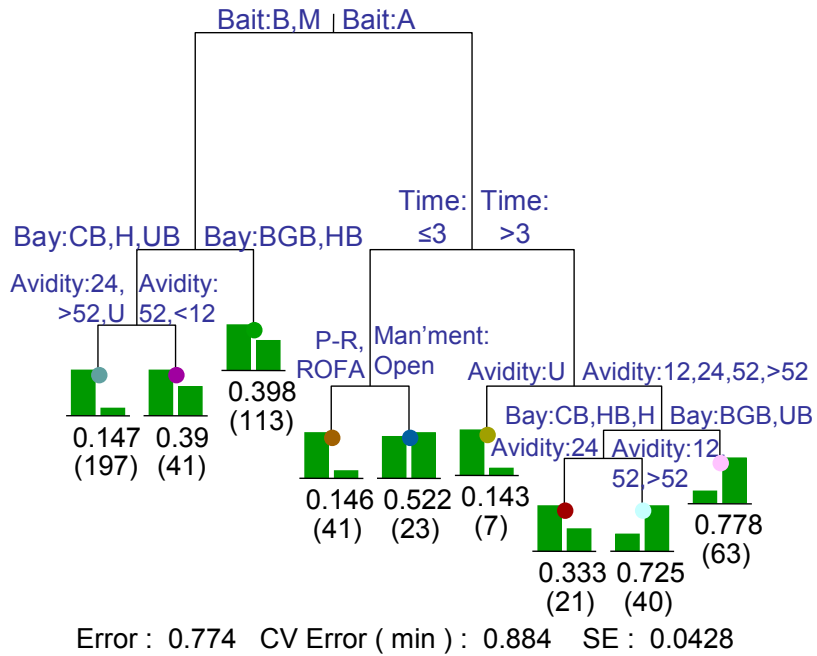 Bait:B,M Bait:A
Time: Time:
≤3 >3
Bay:CB,H,UB Bay:BGB,HB
Avidity:24, Avidity:
>52,U 52,<12
P-R, Man'ment:
ROFA Open
Avidity:U Avidity:12,24,52,>52
0.398
(113)
Bay:CB,HB,H Bay:BGB,UB
Avidity:24 Avidity:12,
52,>52
0.147 0.39
(197) (41)
0.146 0.522 0.143
(41) (23) (7)
0.778
(63)
0.333 0.725
(21) (40)
Error : 0.774 CV Error ( min ) : 0.884 SE : 0.0428